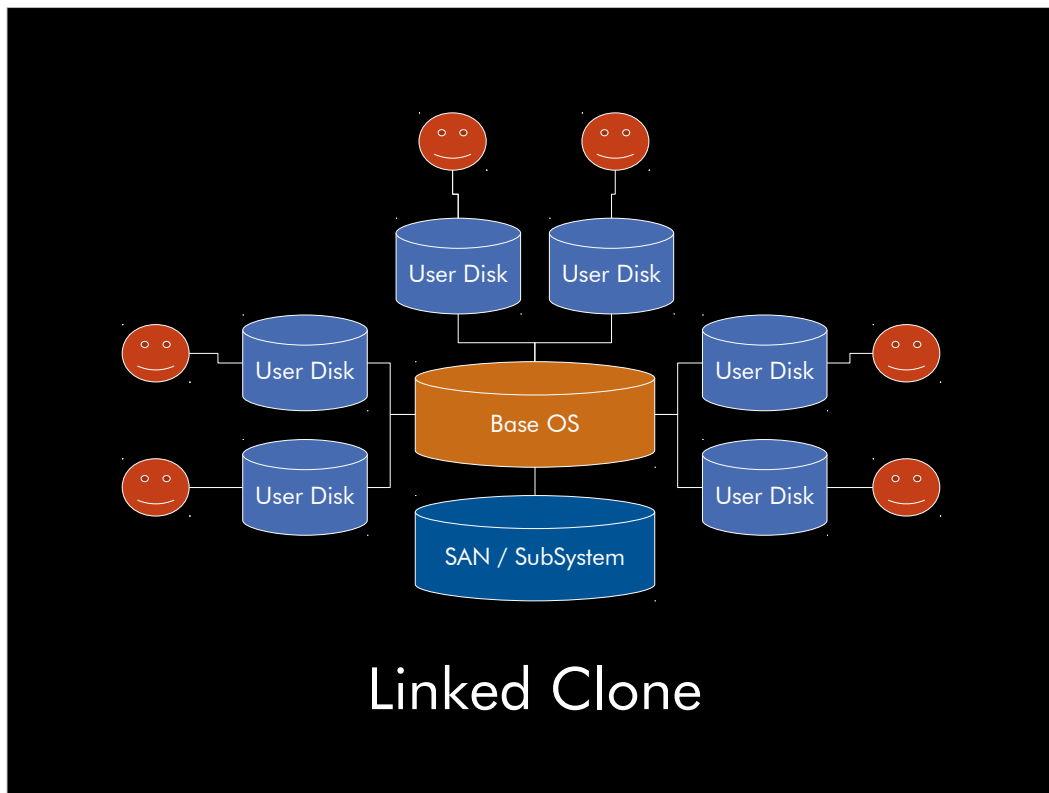 User Disk
User Disk
User Disk
User Disk
Base OS
User Disk
User Disk
SAN / SubSystem
Linked Clone